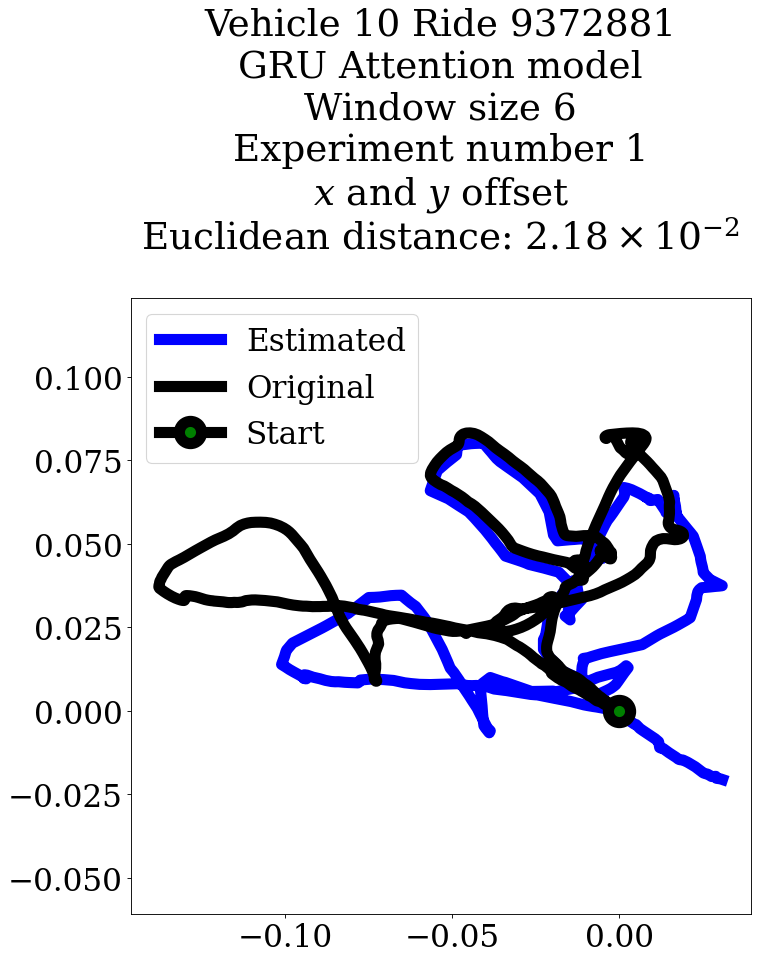 Vehicle 10 Ride 9372881
GRU Attention model
Window size 6
Experiment number 1
x and y offset
Euclidean distance: 2.18 × 10⁻²
Estimated
Original
Start
0.100
0.075
0.050
0.025
0.000
−0.025
−0.050
−0.10
−0.05
0.00